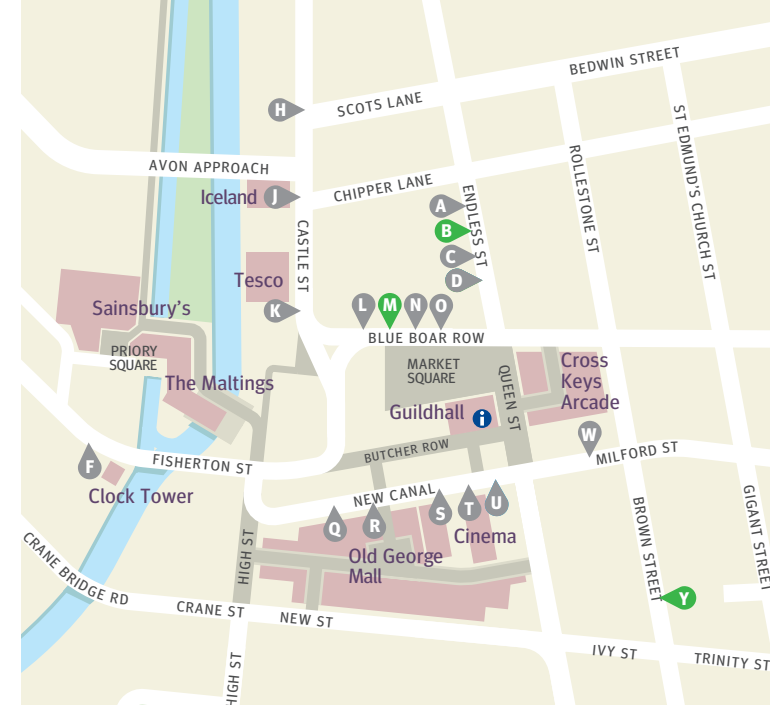 BEDWIN STREET
SCOTS LANE
H
ST EDMUND'S CHURCH ST
ROLLESTONE ST
AVON APPROACH
CHIPPER LANE
Iceland
J
ENDLESS ST
A
B
C
D
CASTLE ST
Tesco
K
L
M
N
O
Sainsbury's
BLUE BOAR ROW
PRIORY
SQUARE
MARKET
SQUARE
Cross
Keys
Arcade
The Maltings
QUEEN ST
Guildhall
i
W
BUTCHER ROW
MILFORD ST
F
FISHERTON ST
Clock Tower
NEW CANAL
Q
R
S
T
U
Cinema
GIGANT STREET
BROWN STREET
HIGH ST
Old George
Mall
CRANE BRIDGE RD
Y
CRANE ST
NEW ST
IVY ST
TRINITY ST
HIGH ST